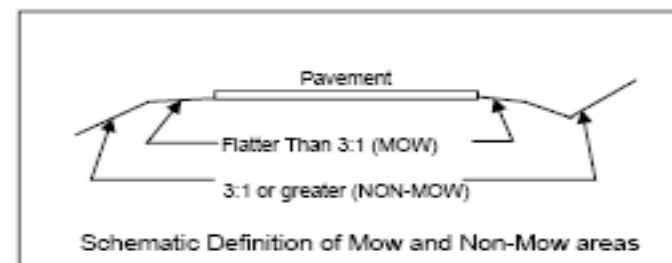 Pavement
Flatter Than 3:1 (MOW)
3:1 or greater (NON-MOW)
Schematic Definition of Mow and Non-Mow areas